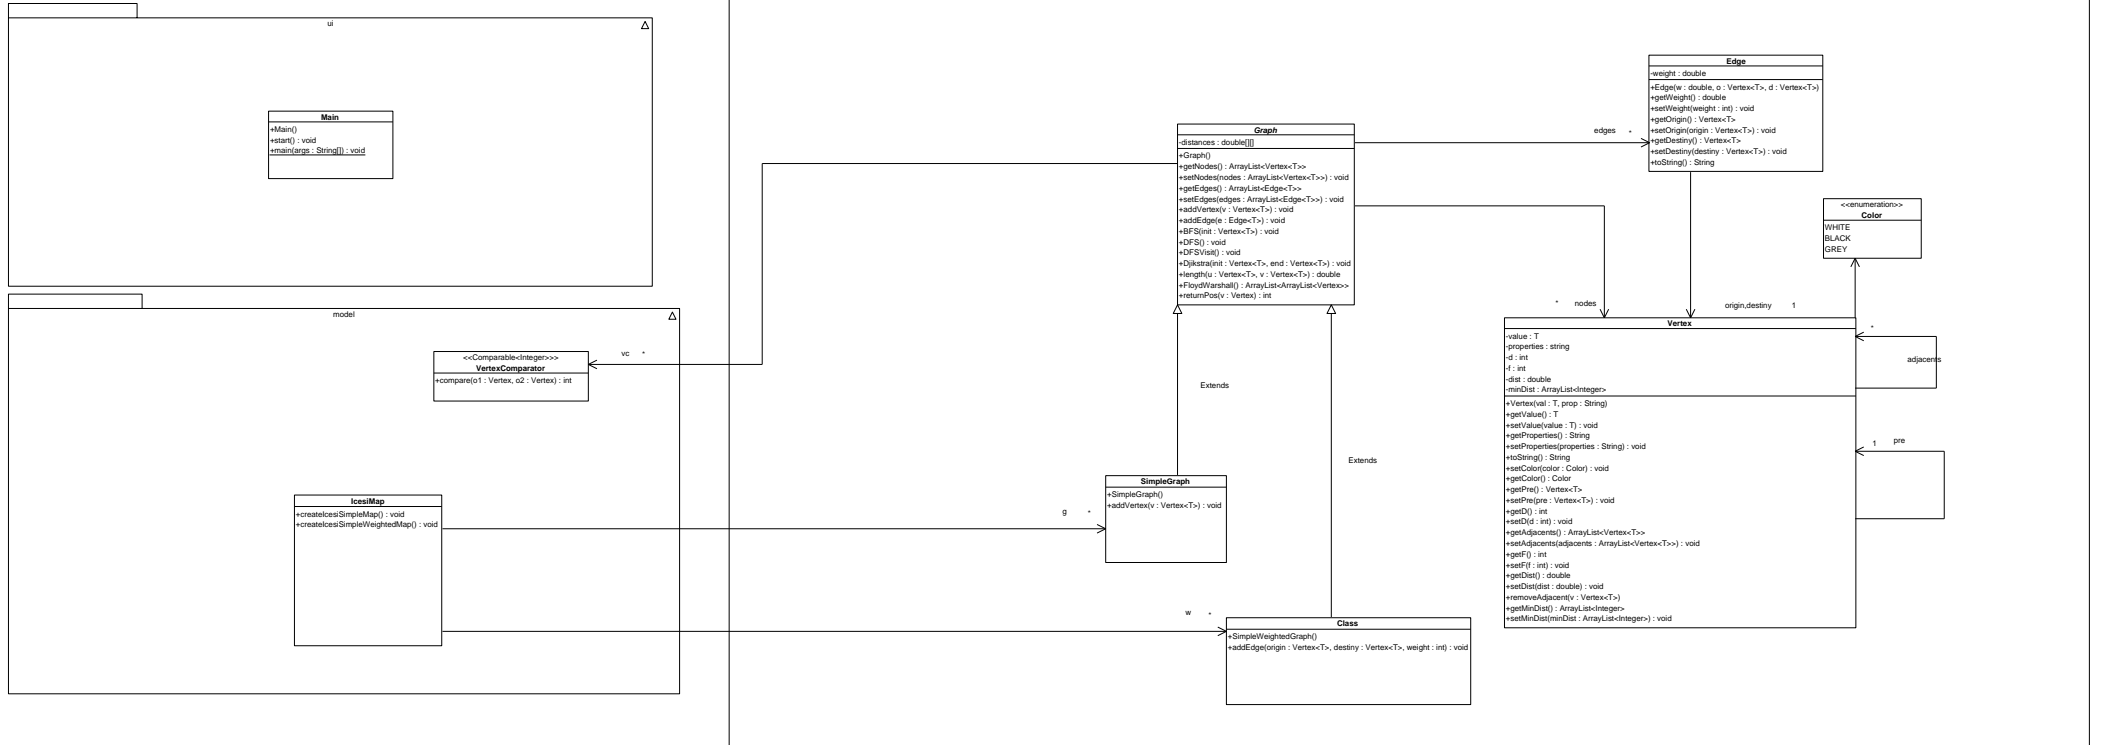 ui
Main
+Main()
+start() : void
+main(args : String[]) : void
model
<<Comparable<Integer>>>
VertexComparator
+compare(o1 : Vertex, o2 : Vertex) : int
vc *
IcesiMap
+createIcesiSimpleMap() : void
+createIcesiSimpleWeightedMap() : void
g *
w *
Graph
-distances : double[][]
+Graph()
+getNodes() : ArrayList<Vertex<T>>
+setNodes(nodes : ArrayList<Vertex<T>>) : void
+getEdges() : ArrayList<Edge<T>>
+setEdges(edges : ArrayList<Edge<T>>) : void
+addVertex(v : Vertex<T>) : void
+addEdge(e : Edge<T>) : void
+BFS(init : Vertex<T>) : void
+DFS() : void
+DFSVisit() : void
+Djikstra(init : Vertex<T>, end : Vertex<T>) : void
+length(u : Vertex<T>, v : Vertex<T>) : double
+FloydWarshall() : ArrayList<ArrayList<Vertex>>
+returnPos(v : Vertex) : int
Extends
Extends
SimpleGraph
+SimpleGraph()
+addVertex(v : Vertex<T>) : void
Class
+SimpleWeightedGraph()
+addEdge(origin : Vertex<T>, destiny : Vertex<T>, weight : int) : void
edges *
Edge
-weight : double
+Edge(w : double, o : Vertex<T>, d : Vertex<T>)
+getWeight() : double
+setWeight(weight : int) : void
+getOrigin() : Vertex<T>
+setOrigin(origin : Vertex<T>) : void
+getDestiny() : Vertex<T>
+setDestiny(destiny : Vertex<T>) : void
+toString() : String
<<enumeration>>
Color
WHITE
BLACK
GREY
* nodes
origin,destiny 1
Vertex
-value : T
-properties : string
-d : int
-f : int
-dist : double
-minDist : ArrayList<Integer>
+Vertex(val : T, prop : String)
+getValue() : T
+setValue(value : T) : void
+getProperties() : String
+setProperties(properties : String) : void
+toString() : String
+setColor(color : Color) : void
+getColor() : Color
+getPre() : Vertex<T>
+setPre(pre : Vertex<T>) : void
+getD() : int
+setD(d : int) : void
+getAdjacents() : ArrayList<Vertex<T>>
+setAdjacents(adjacents : ArrayList<Vertex<T>>) : void
+getF() : int
+setF(f : int) : void
+getDist() : double
+setDist(dist : double) : void
+removeAdjacent(v : Vertex<T>)
+getMinDist() : ArrayList<Integer>
+setMinDist(minDist : ArrayList<Integer>) : void
*
adjacents
1 pre